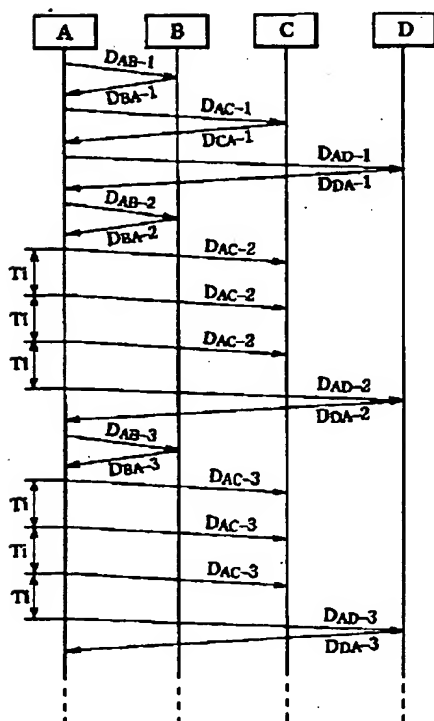 A B C D
DAB-1
DBA-1
DAC-1
DCA-1
DAD-1
DDA-1
DAB-2
DBA-2
DAC-2
Ti
DAC-2
Ti
DAC-2
Ti
DAD-2
DDA-2
DAB-3
DBA-3
DAC-3
Ti
DAC-3
Ti
DAC-3
Ti
DAD-3
DDA-3